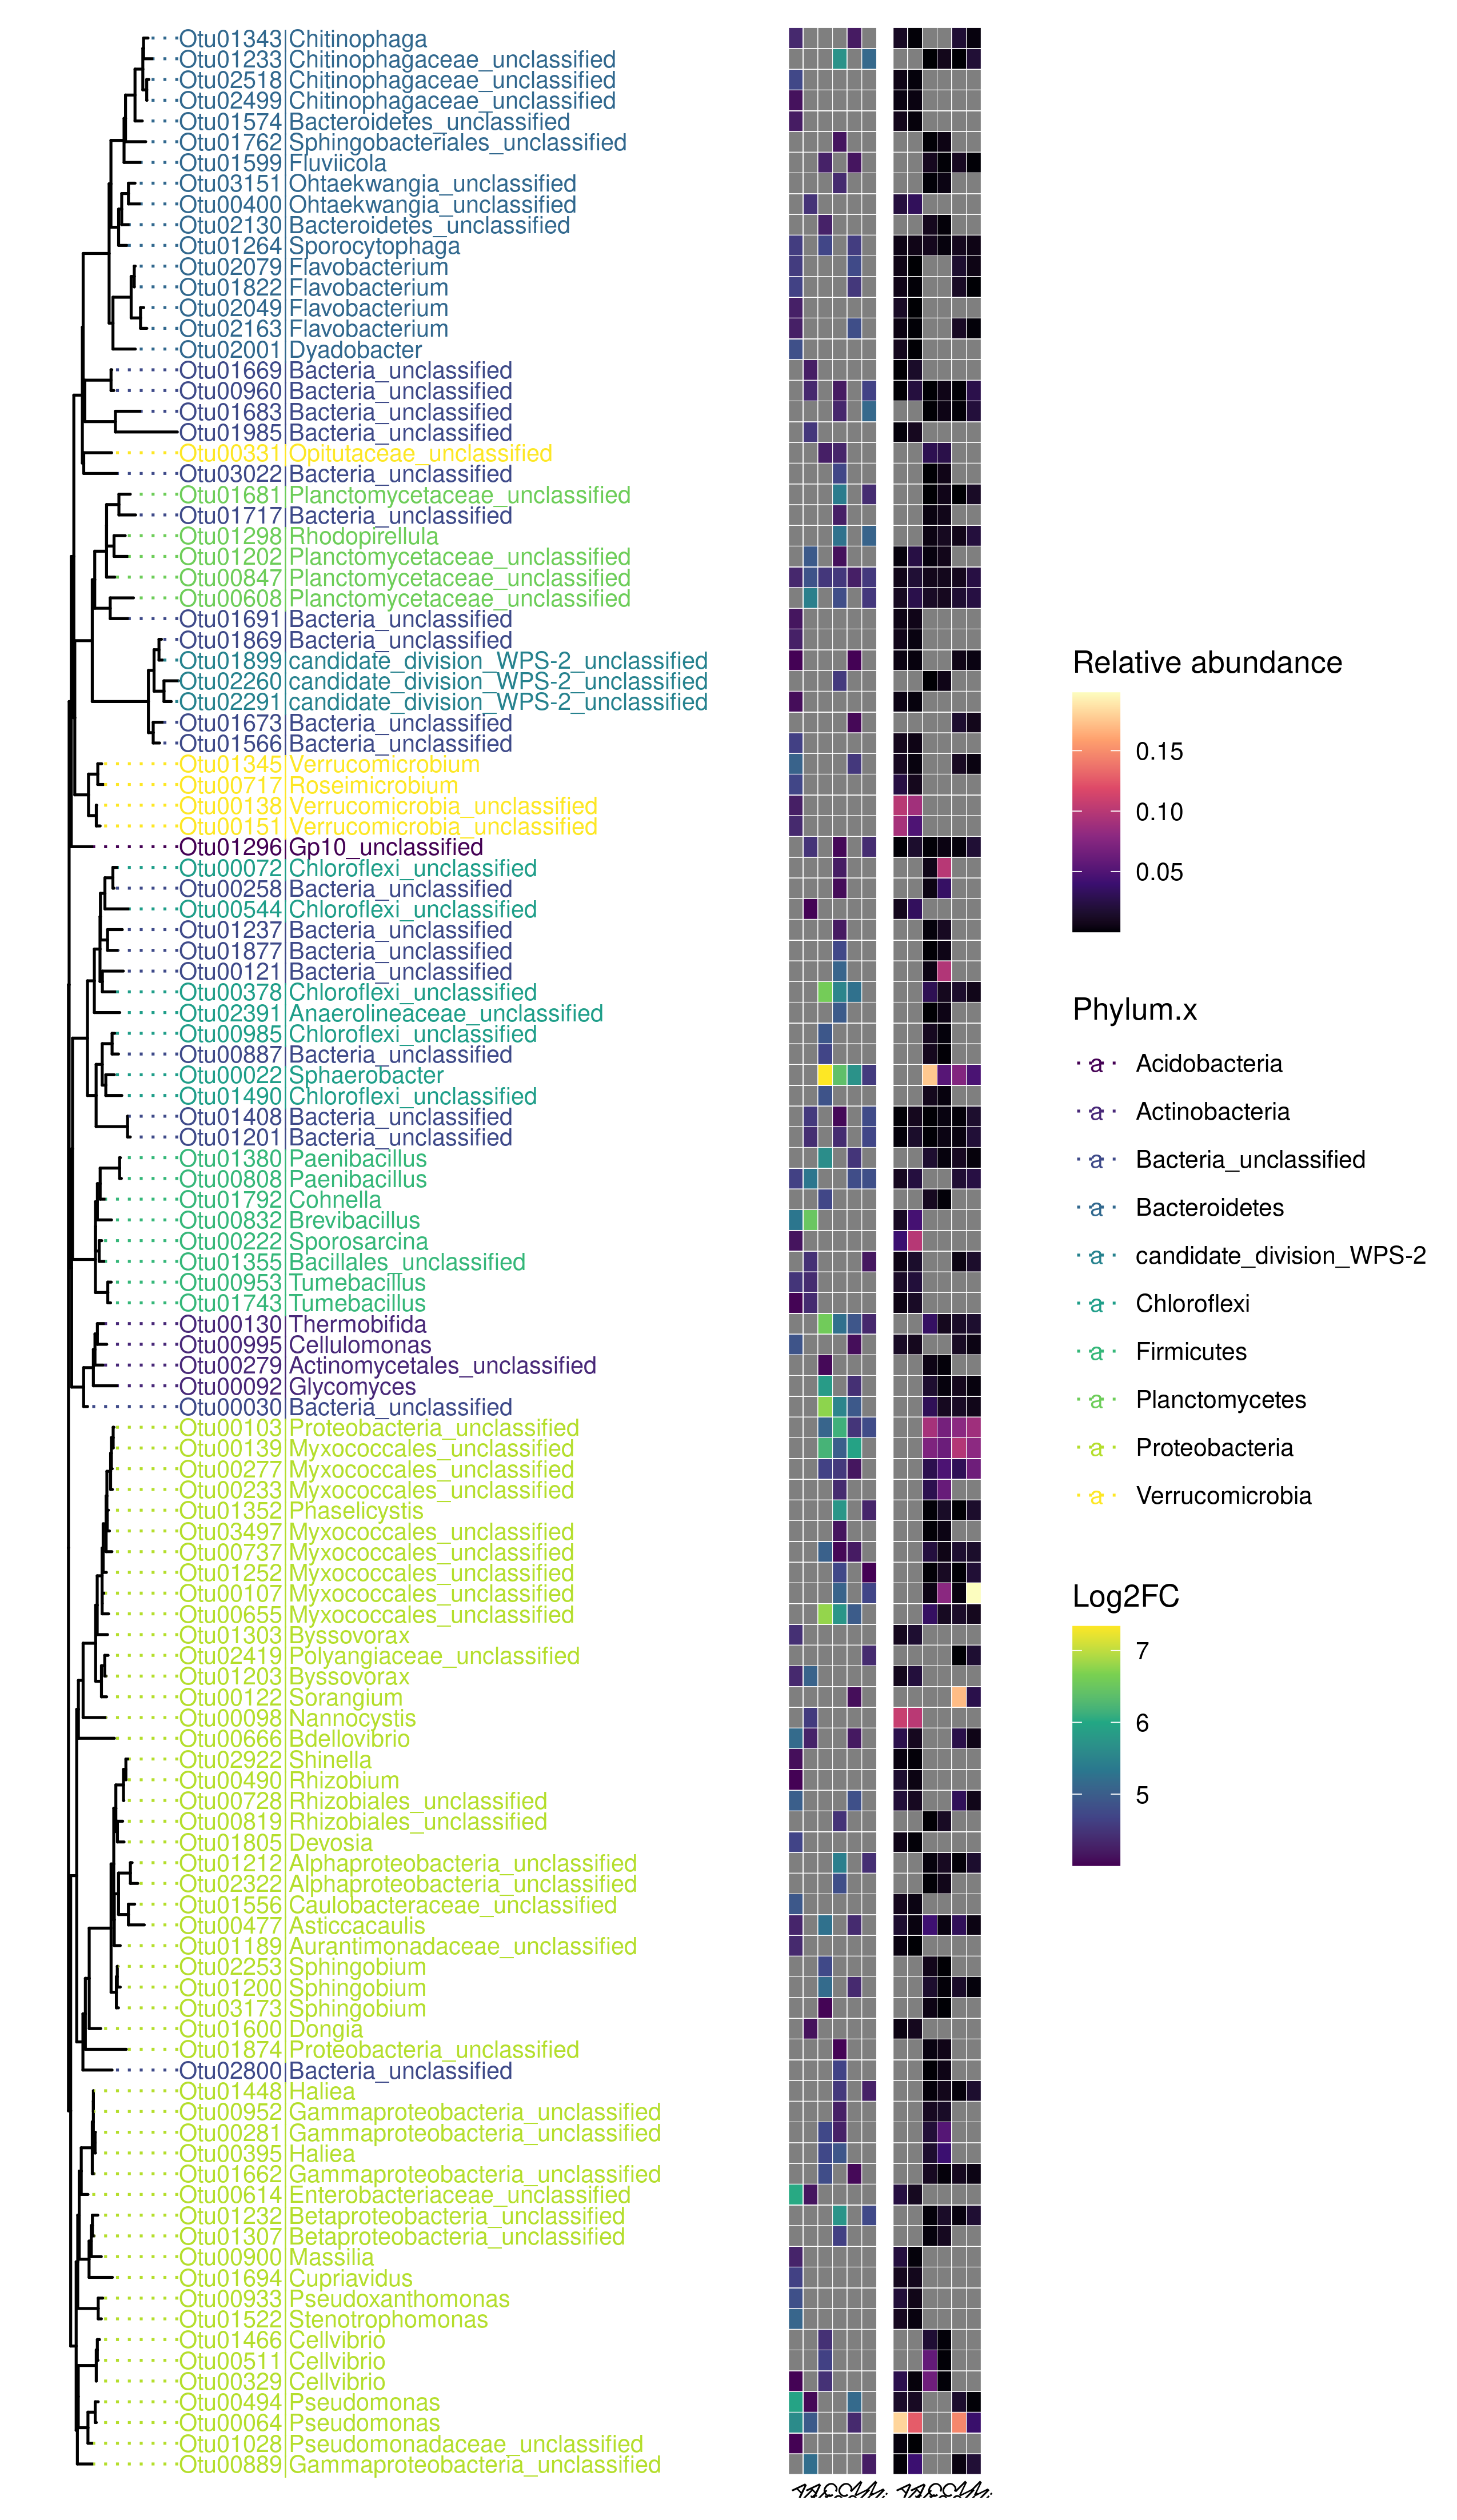 Otu01343|Chitinophaga
Otu01233|Chitinophagaceae_unclassified
Otu02518|Chitinophagaceae_unclassified
Otu02499|Chitinophagaceae_unclassified
Otu01574|Bacteroidetes_unclassified
Otu01762|Sphingobacteriales_unclassified
Otu01599|Fluviicola
Otu03151|Ohtaekwangia_unclassified
Otu00400|Ohtaekwangia_unclassified
Otu02130|Bacteroidetes_unclassified
Otu01264|Sporocytophaga
Otu02079|Flavobacterium
Otu01822|Flavobacterium
Otu02049|Flavobacterium
Otu02163|Flavobacterium
Otu02001|Dyadobacter
Otu01669|Bacteria_unclassified
Otu00960|Bacteria_unclassified
Otu01683|Bacteria_unclassified
Otu01985|Bacteria_unclassified
Otu00331|Opitutaceae_unclassified
Otu03022|Bacteria_unclassified
Otu01681|Planctomycetaceae_unclassified
Otu01717|Bacteria_unclassified
Otu01298|Rhodopirellula
Otu01202|Planctomycetaceae_unclassified
Otu00847|Planctomycetaceae_unclassified
Otu00608|Planctomycetaceae_unclassified
Otu01691|Bacteria_unclassified
Otu01869|Bacteria_unclassified
Otu01899|candidate_division_WPS-2_unclassified
Otu02260|candidate_division_WPS-2_unclassified
Otu02291|candidate_division_WPS-2_unclassified
Otu01673|Bacteria_unclassified
Otu01566|Bacteria_unclassified
Otu01345|Verrucomicrobium
Otu00717|Roseimicrobium
Otu00138|Verrucomicrobia_unclassified
Otu00151|Verrucomicrobia_unclassified
Otu01296|Gp10_unclassified
Otu00072|Chloroflexi_unclassified
Otu00258|Bacteria_unclassified
Otu00544|Chloroflexi_unclassified
Otu01237|Bacteria_unclassified
Otu01877|Bacteria_unclassified
Otu00121|Bacteria_unclassified
Otu00378|Chloroflexi_unclassified
Otu02391|Anaerolineaceae_unclassified
Otu00985|Chloroflexi_unclassified
Otu00887|Bacteria_unclassified
Otu00022|Sphaerobacter
Otu01490|Chloroflexi_unclassified
Otu01408|Bacteria_unclassified
Otu01201|Bacteria_unclassified
Otu01380|Paenibacillus
Otu00808|Paenibacillus
Otu01792|Cohnella
Otu00832|Brevibacillus
Otu00222|Sporosarcina
Otu01355|Bacillales_unclassified
Otu00953|Tumebacillus
Otu01743|Tumebacillus
Otu00130|Thermobifida
Otu00995|Cellulomonas
Otu00279|Actinomycetales_unclassified
Otu00092|Glycomyces
Otu00030|Bacteria_unclassified
Otu00103|Proteobacteria_unclassified
Otu00139|Myxococcales_unclassified
Otu00277|Myxococcales_unclassified
Otu00233|Myxococcales_unclassified
Otu01352|Phaselicystis
Otu03497|Myxococcales_unclassified
Otu00737|Myxococcales_unclassified
Otu01252|Myxococcales_unclassified
Otu00107|Myxococcales_unclassified
Otu00655|Myxococcales_unclassified
Otu01303|Byssovorax
Otu02419|Polyangiaceae_unclassified
Otu01203|Byssovorax
Otu00122|Sorangium
Otu00098|Nannocystis
Otu00666|Bdellovibrio
Otu02922|Shinella
Otu00490|Rhizobium
Otu00728|Rhizobiales_unclassified
Otu00819|Rhizobiales_unclassified
Otu01805|Devosia
Otu01212|Alphaproteobacteria_unclassified
Otu02322|Alphaproteobacteria_unclassified
Otu01556|Caulobacteraceae_unclassified
Otu00477|Asticcacaulis
Otu01189|Aurantimonadaceae_unclassified
Otu02253|Sphingobium
Otu01200|Sphingobium
Otu03173|Sphingobium
Otu01600|Dongia
Otu01874|Proteobacteria_unclassified
Otu02800|Bacteria_unclassified
Otu01448|Haliea
Otu00952|Gammaproteobacteria_unclassified
Otu00281|Gammaproteobacteria_unclassified
Otu00395|Haliea
Otu01662|Gammaproteobacteria_unclassified
Otu00614|Enterobacteriaceae_unclassified
Otu01232|Betaproteobacteria_unclassified
Otu01307|Betaproteobacteria_unclassified
Otu00900|Massilia
Otu01694|Cupriavidus
Otu00933|Pseudoxanthomonas
Otu01522|Stenotrophomonas
Otu01466|Cellvibrio
Otu00511|Cellvibrio
Otu00329|Cellvibrio
Otu00494|Pseudomonas
Otu00064|Pseudomonas
Otu01028|Pseudomonadaceae_unclassified
Otu00889|Gammaproteobacteria_unclassified
Relative abundance
0.15
0.10
0.05
Phylum.x
a Acidobacteria
a Actinobacteria
a Bacteria_unclassified
a Bacteroidetes
a candidate_division_WPS-2
a Chloroflexi
a Firmicutes
a Planctomycetes
a Proteobacteria
a Verrucomicrobia
Log2FC
7
6
5